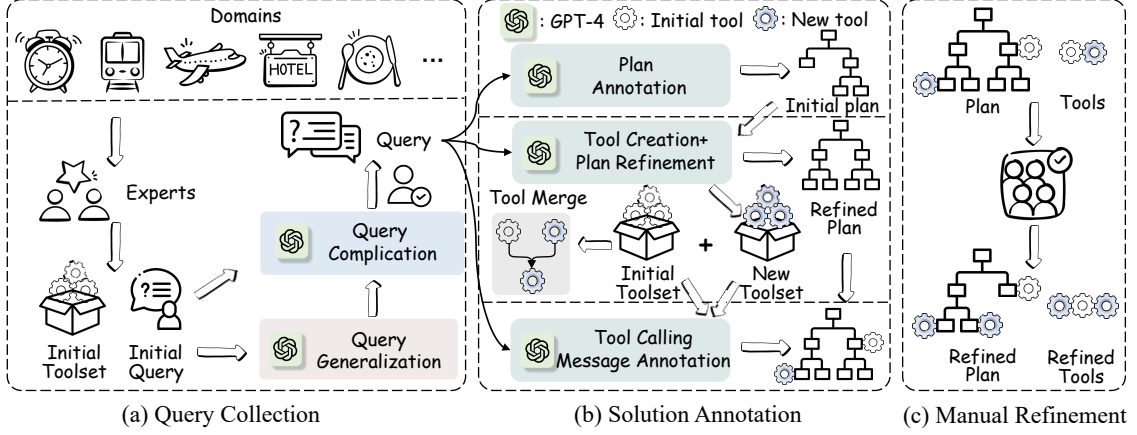 Domains
HOTEL
...
Experts
Initial
Toolset
Initial
Query
Query
Query
Complication
Query
Generalization
(a) Query Collection
: GPT-4 : Initial tool : New tool
Plan
Annotation
Initial plan
Tool Creation+
Plan Refinement
Refined
Plan
Tool Merge
+
Initial
Toolset
New
Toolset
Tool Calling
Message Annotation
(b) Solution Annotation
Plan
Tools
Refined
Plan
Refined
Tools
(c) Manual Refinement